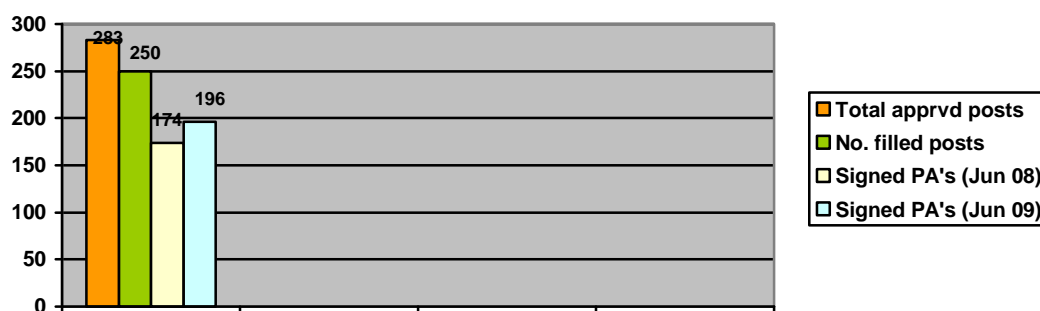 300
250
200
150
100
50
0
283
250
174
196
Total apprvd posts
No. filled posts
Signed PA's (Jun 08)
Signed PA's (Jun 09)